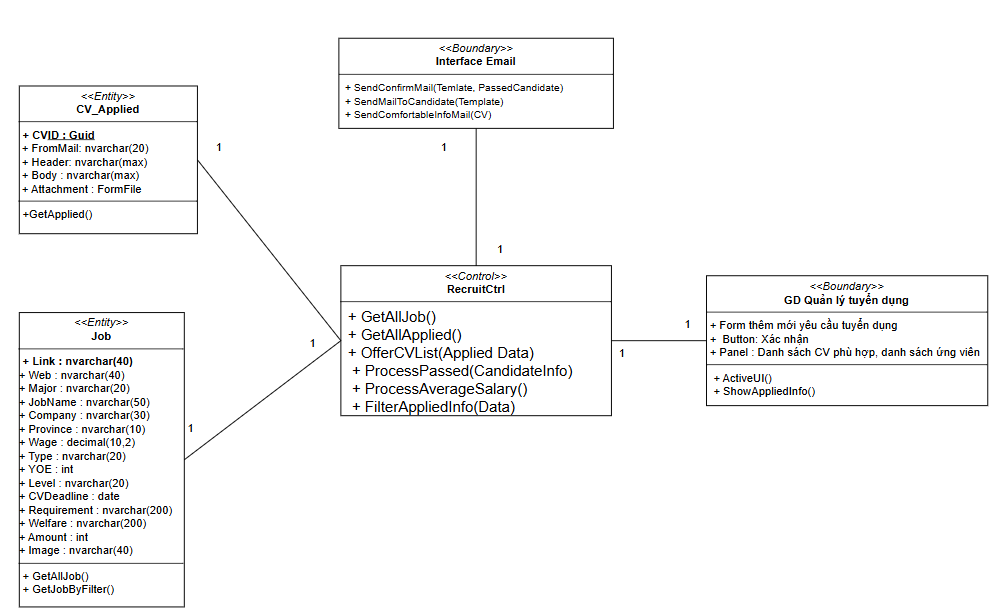 <<Boundary>>
Interface Email
+ SendConfirmMail(Temlate, PassedCandidate)
+ SendMailToCandidate(Template)
+ SendComfortableInfoMail(CV)
<<Entity>>
CV_Applied
+ CVID : Guid
+ FromMail: nvarchar(20)
+ Header: nvarchar(max)
+ Body : nvarchar(max)
+ Attachment : FormFile
+GetApplied()
1
1
1
<<Control>>
RecruitCtrl
+ GetAllJob()
+ GetAllApplied()
+ OfferCVList(Applied Data)
+ ProcessPassed(CandidateInfo)
+ ProcessAverageSalary()
+ FilterAppliedInfo(Data)
1
1
1
<<Boundary>>
GD Quản lý tuyển dụng
+ Form thêm mới yêu cầu tuyển dụng
+ Button: Xác nhận
+ Panel : Danh sách CV phù hợp, danh sách ứng viên
+ ActiveUI()
+ ShowAppliedInfo()
<<Entity>>
Job
+ Link : nvarchar(40)
+ Web : nvarchar(40)
+ Major : nvarchar(20)
+ JobName : nvarchar(50)
+ Company : nvarchar(30)
+ Province : nvarchar(10)
+ Wage : decimal(10,2)
+ Type : nvarchar(20)
+ YOE : int
+ Level : nvarchar(20)
+ CVDeadline : date
+ Requirement : nvarchar(200)
+ Welfare : nvarchar(200)
+ Amount : int
+ Image : nvarchar(40)
+ GetAllJob()
+ GetJobByFilter()
1